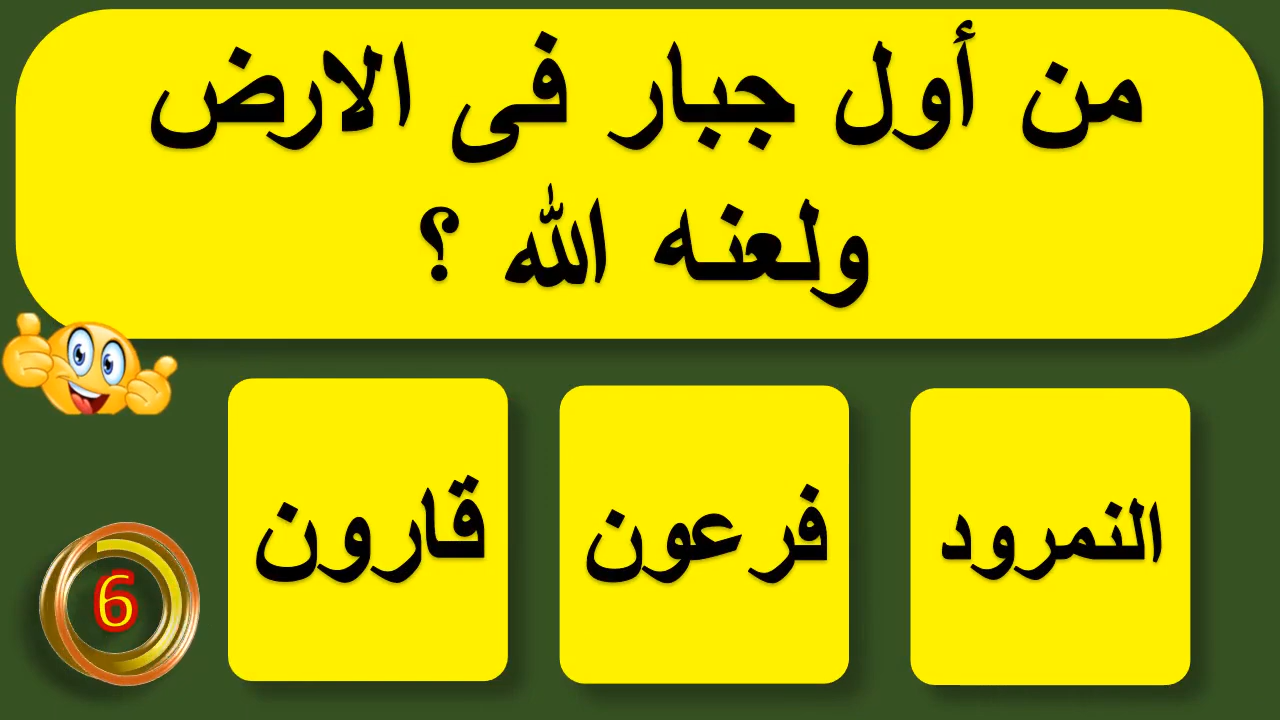 من أول جبار فى الارض
ولعنه الله ؟
النمرود
فرعون
قارون
6